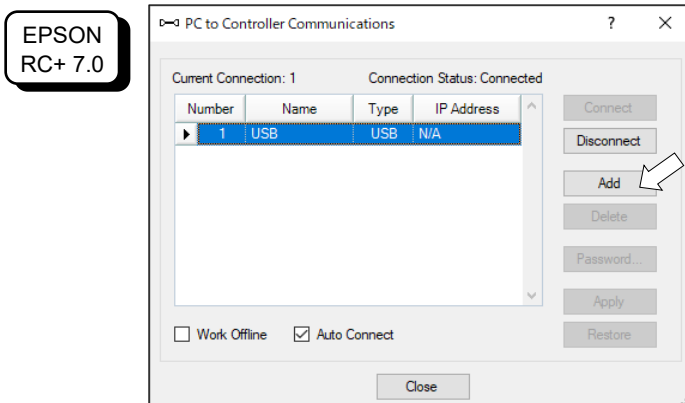 EPSON
RC+ 7.0
PC to Controller Communications
?
Current Connection: 1 Connection Status: Connected
Number Name Type IP Address
1 USB USB N/A
Connect
Disconnect
Add
Delete
Password...
Apply
Restore
Work Offline Auto Connect
Close